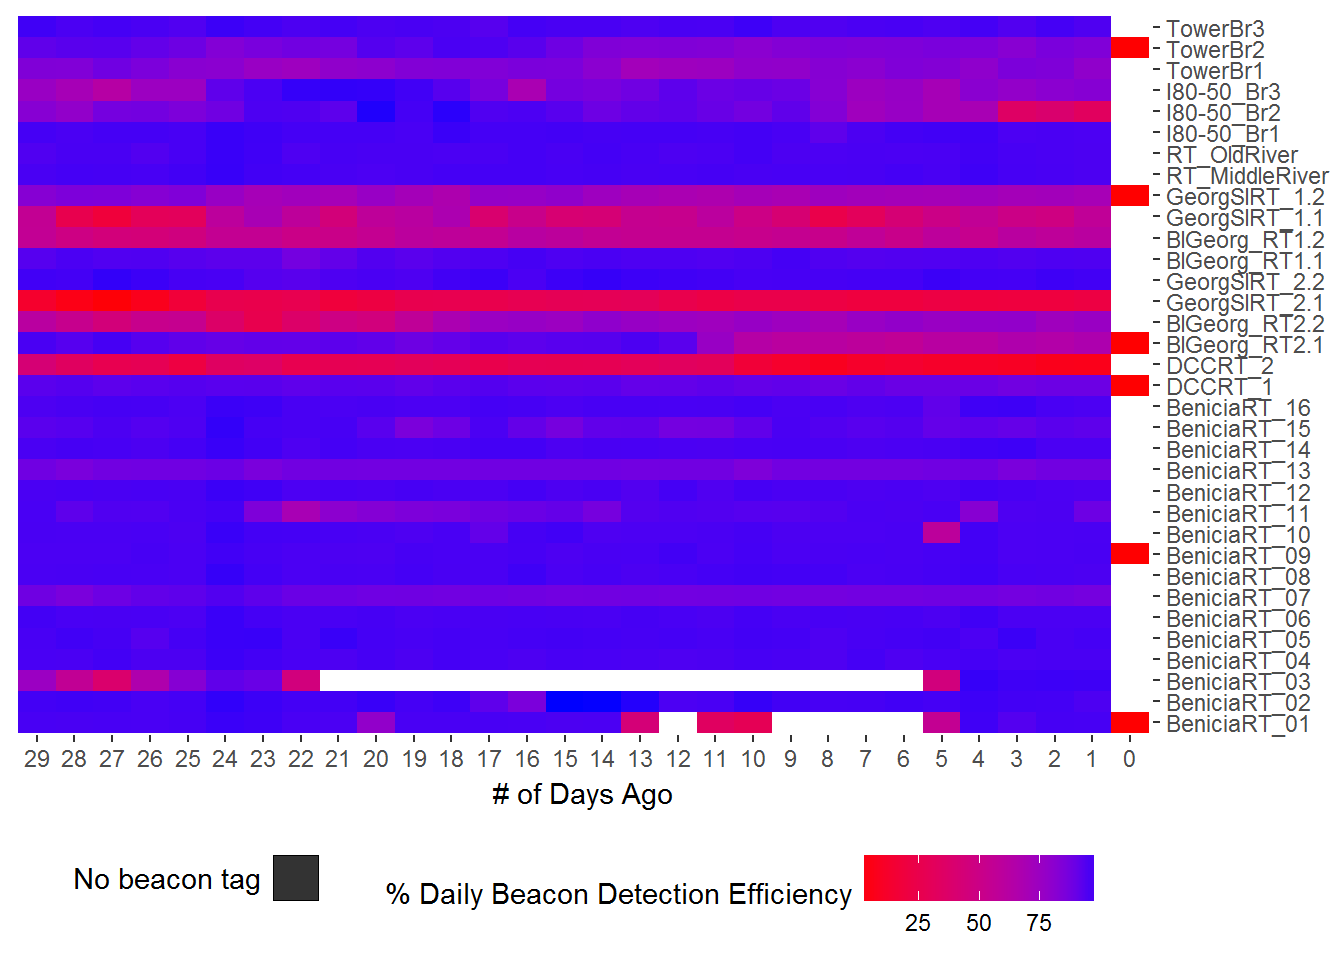 TowerBr3
TowerBr2
TowerBr1
I80-50_Br3
I80-50_Br2
I80-50_Br1
RT_OldRiver
RT_MiddleRiver
GeorgSlRT_1.2
GeorgSlRT_1.1
BlGeorg_RT1.2
BlGeorg_RT1.1
GeorgSlRT_2.2
GeorgSlRT_2.1
BlGeorg_RT2.2
BlGeorg_RT2.1
DCCRT_2
DCCRT_1
BeniciaRT_16
BeniciaRT_15
BeniciaRT_14
BeniciaRT_13
BeniciaRT_12
BeniciaRT_11
BeniciaRT_10
BeniciaRT_09
BeniciaRT_08
BeniciaRT_07
BeniciaRT_06
BeniciaRT_05
BeniciaRT_04
BeniciaRT_03
BeniciaRT_02
BeniciaRT_01
29 28 27 26 25 24 23 22 21 20 19 18 17 16 15 14 13 12 11 10 9 8 7 6 5 4 3 2 1 0
# of Days Ago
No beacon tag
% Daily Beacon Detection Efficiency
25 50 75